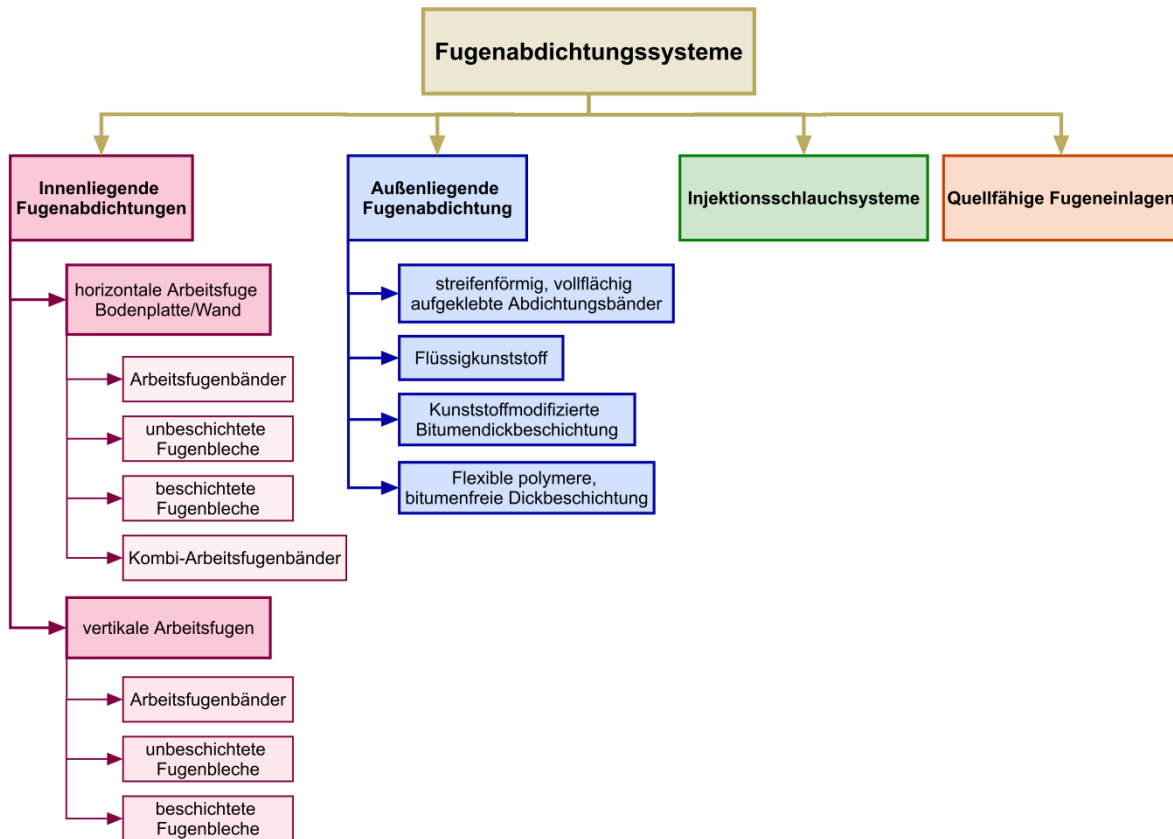 Fugenabdichtungssysteme
Innenliegende
Fugenabdichtungen
Außenliegende
Fugenabdichtung
Injektionsschlauchsysteme
Quellfähige Fugeneinlagen
horizontale Arbeitsfuge
Bodenplatte/Wand
Arbeitsfugenbänder
unbeschichtete
Fugenbleche
beschichtete
Fugenbleche
Kombi-Arbeitsfugenbänder
vertikale Arbeitsfugen
Arbeitsfugenbänder
unbeschichtete
Fugenbleche
beschichtete
Fugenbleche
streifenförmig, vollflächig
aufgeklebte Abdichtungsbänder
Flüssigkunststoff
Kunststoffmodifizierte
Bitumendickbeschichtung
Flexible polymere,
bitumenfreie Dickbeschichtung